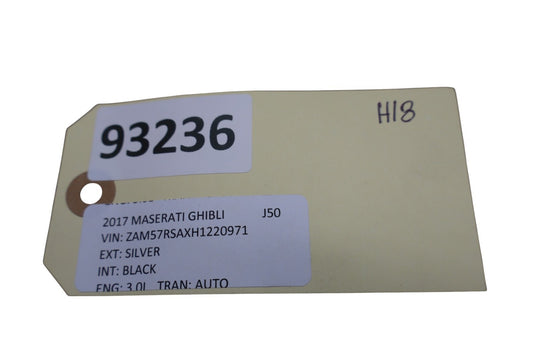 93236
H18
2017 MASERATI GHIBLI J50
VIN: ZAM57RSAXH1220971
EXT: SILVER
INT: BLACK
ENG: 3.0L TRAN: AUTO